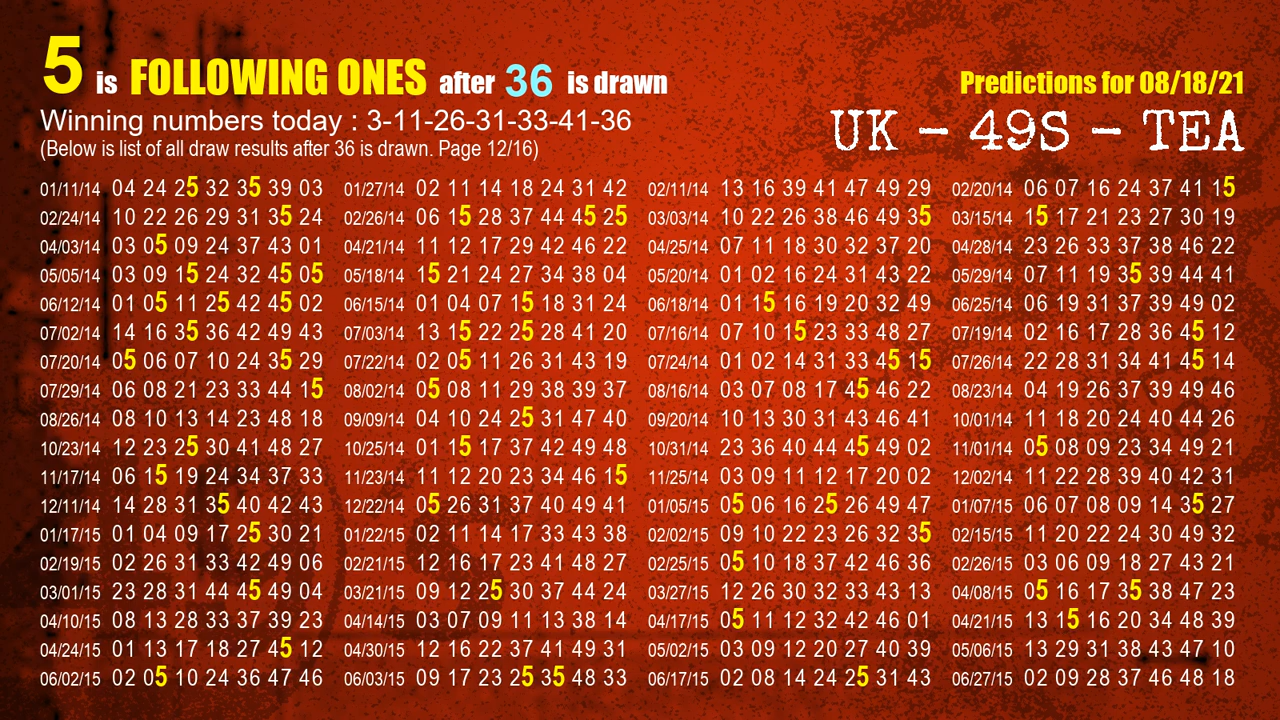 5 is FOLLOWING ONES after 36 is drawn
Predictions for 08/18/21
Winning numbers today : 3-11-26-31-33-41-36
UK - 49S - TEA
(Below is list of all draw results after 36 is drawn. Page 12/16)
01/11/14 04 24 25 32 35 39 03 01/27/14 02 11 14 18 24 31 42 02/11/14 13 16 39 41 47 49 29 02/20/14 06 07 16 24 37 41 15
02/24/14 10 22 26 29 31 35 24 02/26/14 06 15 28 37 44 45 25 03/03/14 10 22 26 38 46 49 35 03/15/14 15 17 21 23 27 30 19
04/03/14 03 05 09 24 37 43 01 04/21/14 11 12 17 29 42 46 22 04/25/14 07 11 18 30 32 37 20 04/28/14 23 26 33 37 38 46 22
05/05/14 03 09 15 24 32 45 05 05/18/14 15 21 24 27 34 38 04 05/20/14 01 02 16 24 31 43 22 05/29/14 07 11 19 35 39 44 41
06/12/14 01 05 11 25 42 45 02 06/15/14 01 04 07 15 18 31 24 06/18/14 01 15 16 19 20 32 49 06/25/14 06 19 31 37 39 49 02
07/02/14 14 16 35 36 42 49 43 07/03/14 13 15 22 25 28 41 20 07/16/14 07 10 15 23 33 48 27 07/19/14 02 16 17 28 36 45 12
07/20/14 05 06 07 10 24 35 29 07/22/14 02 05 11 26 31 43 19 07/24/14 01 02 14 31 33 45 15 07/26/14 22 28 31 34 41 45 14
07/29/14 06 08 21 23 33 44 15 08/02/14 05 08 11 29 38 39 37 08/16/14 03 07 08 17 45 46 22 08/23/14 04 19 26 37 39 49 46
08/26/14 08 10 13 14 23 48 18 09/09/14 04 10 24 25 31 47 40 09/20/14 10 13 30 31 43 46 41 10/01/14 11 18 20 24 40 44 26
10/23/14 12 23 25 30 41 48 27 10/25/14 01 15 17 37 42 49 48 10/31/14 23 36 40 44 45 49 02 11/01/14 05 08 09 23 34 49 21
11/17/14 06 15 19 24 34 37 33 11/23/14 11 12 20 23 34 46 15 11/25/14 03 09 11 12 17 20 02 12/02/14 11 22 28 39 40 42 31
12/11/14 14 28 31 35 40 42 43 12/22/14 05 26 31 37 40 49 41 01/05/15 05 06 16 25 26 49 47 01/07/15 06 07 08 09 14 35 27
01/17/15 01 04 09 17 25 30 21 01/22/15 02 11 14 17 33 43 38 02/02/15 09 10 22 23 26 32 35 02/15/15 11 20 22 24 30 49 32
02/19/15 02 26 31 33 42 49 06 02/21/15 12 16 17 23 41 48 27 02/25/15 05 10 18 37 42 46 36 02/26/15 03 06 09 18 27 43 21
03/01/15 23 28 31 44 45 49 04 03/21/15 09 12 25 30 37 44 24 03/27/15 12 26 30 32 33 43 13 04/08/15 05 16 17 35 38 47 23
04/10/15 08 13 28 33 37 39 23 04/14/15 03 07 09 11 13 38 14 04/17/15 05 11 12 32 42 46 01 04/21/15 13 15 16 20 34 48 39
04/24/15 01 13 17 18 27 45 12 04/30/15 12 16 22 37 41 49 31 05/02/15 03 09 12 20 27 40 39 05/06/15 13 29 31 38 44 47 10
06/02/15 02 05 10 24 36 47 46 06/03/15 09 17 23 25 35 48 33 06/17/15 02 08 14 24 25 31 43 06/27/15 02 09 28 37 46 48 18